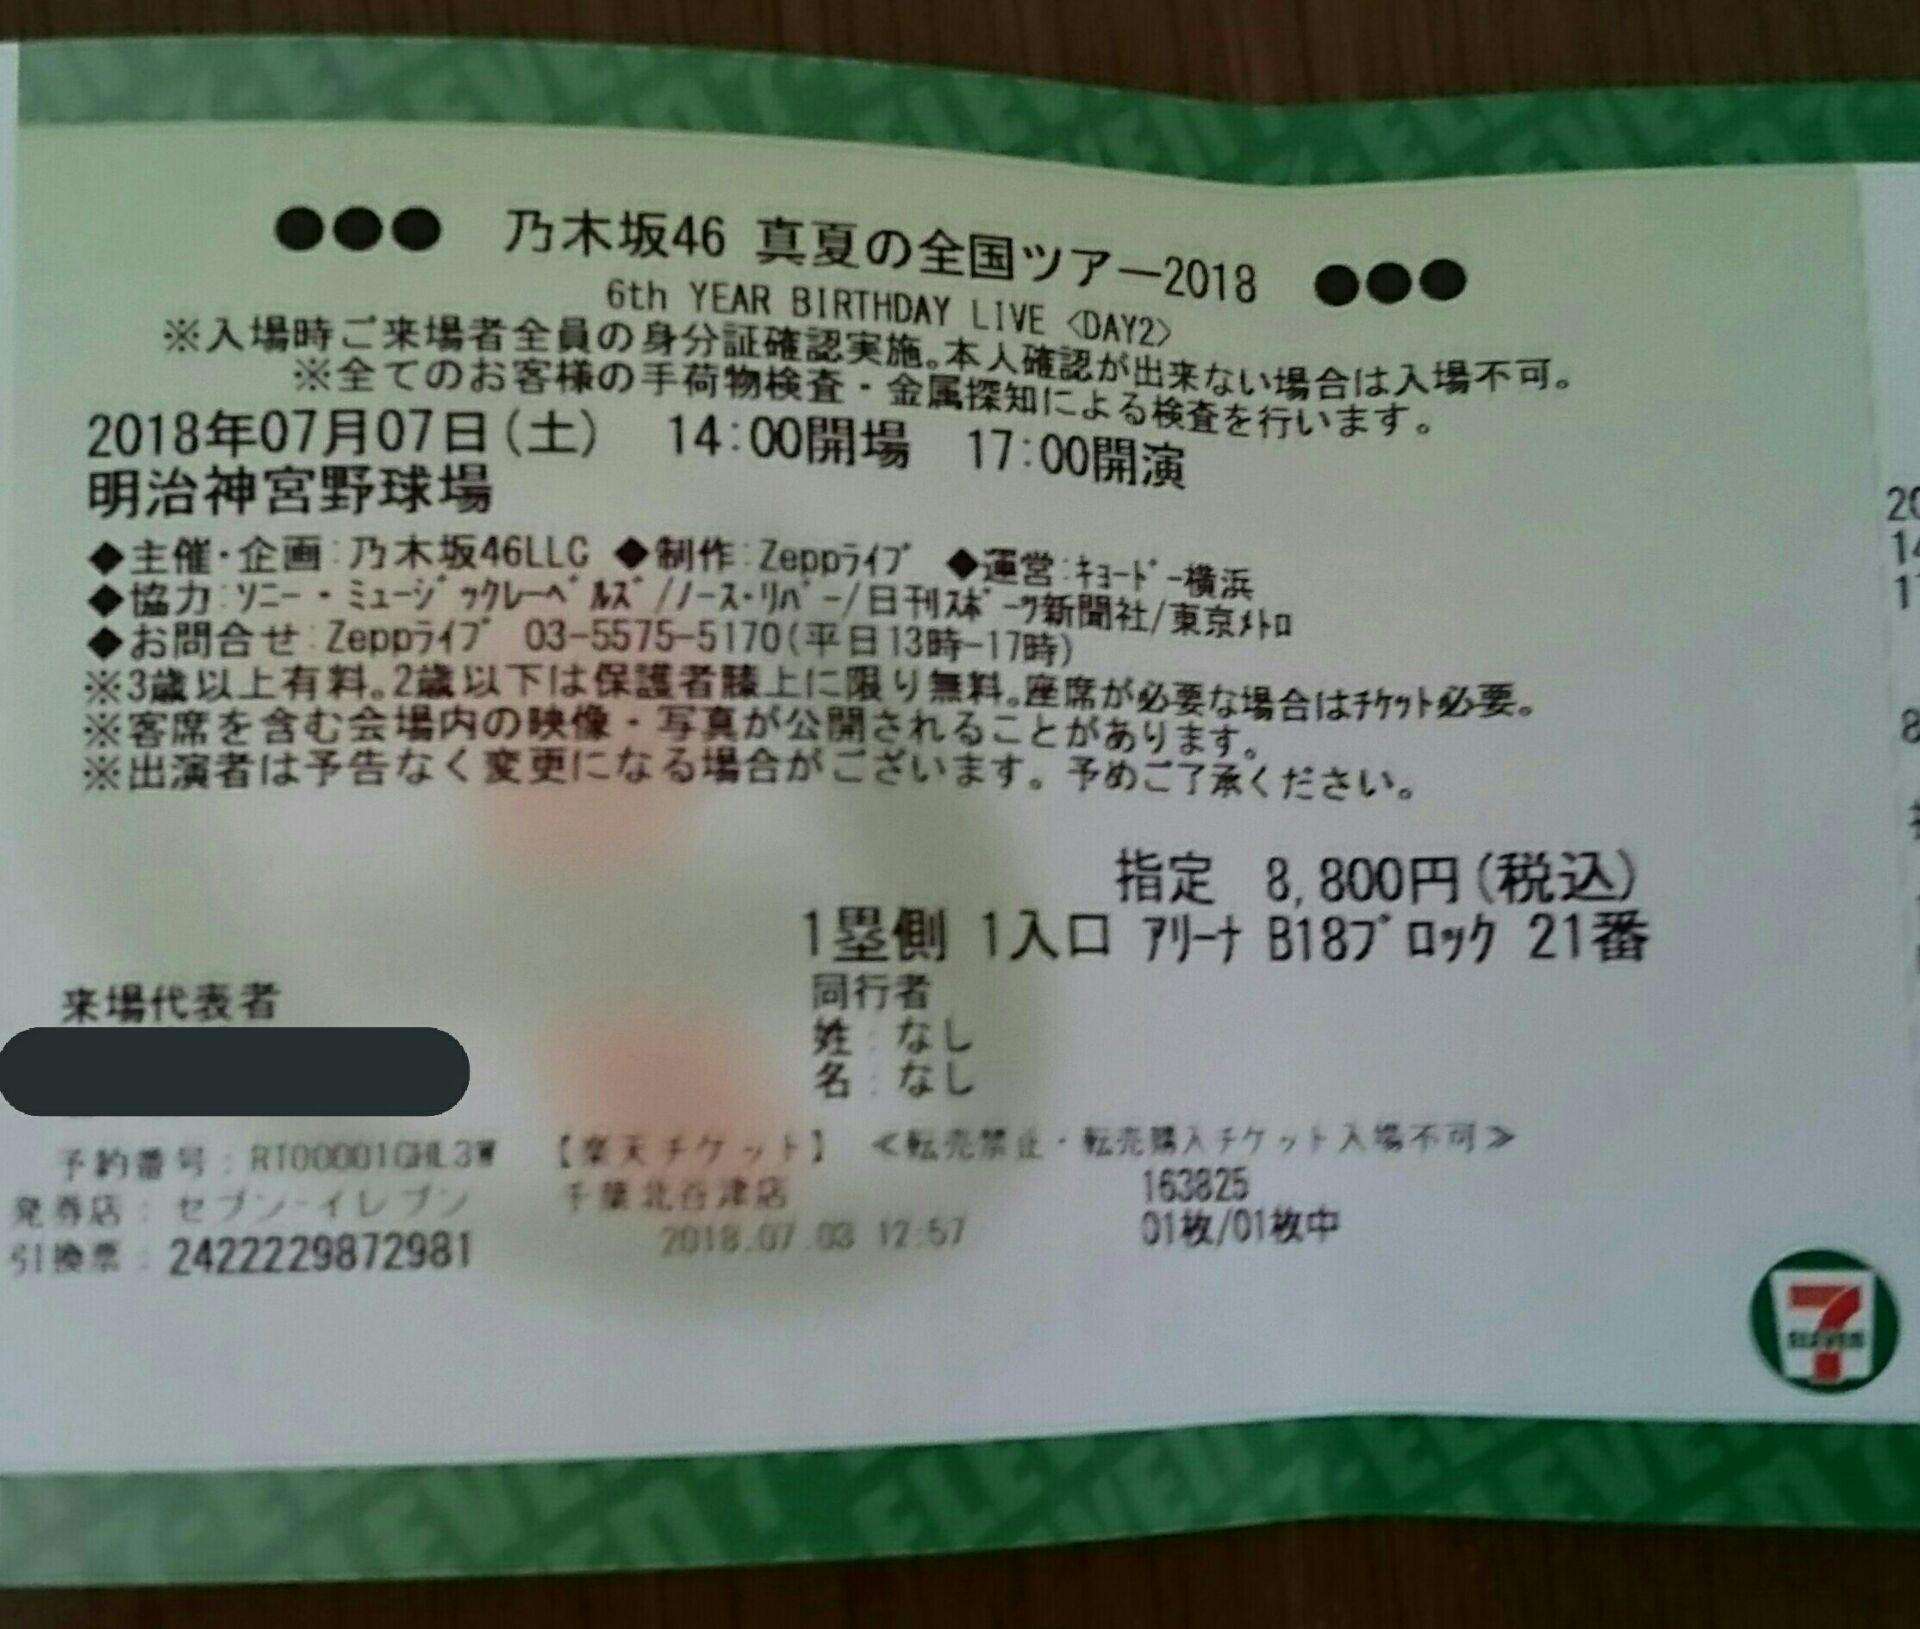 ●●● 乃木坂46 真夏の全国ツアー2018 ●●●
6th YEAR BIRTHDAY LIVE <DAY2>
※入場時ご来場者全員の身分証確認実施。本人確認が出来ない場合は入場不可。
※全てのお客様の手荷物検査・金属探知による検査を行います。
2018年07月07日(土) 14:00開場 17:00開演
明治神宮野球場
◆主催・企画:乃木坂46LLC ◆制作:Zeppﾗｲﾌﾞ ◆運営:ｷｮｰﾄﾞｰ横浜
◆協力:ｿﾆｰ・ﾐｭｰｼﾞｯｸﾚｰﾍﾞﾙｽﾞ/ﾉｰｽ・ﾘﾊﾞｰ/日刊ｽﾎﾟｰﾂ新聞社/東京ﾒﾄﾛ
◆お問合せ:Zeppﾗｲﾌﾞ 03-5575-5170(平日13時-17時)
※3歳以上有料。2歳以下は保護者膝上に限り無料。座席が必要な場合はﾁｹｯﾄ必要。
※客席を含む会場内の映像・写真が公開されることがあります。
※出演者は予告なく変更になる場合がございます。予めご了承ください。
指定 8,800円(税込)
1塁側 1入口 ｱﾘｰﾅ B18ﾌﾞﾛｯｸ 21番
来場代表者
同行者
姓:なし
名:なし
予約番号:RT00001GHL3W 【楽天チケット】 ≪転売禁止・転売購入チケット入場不可≫
発券店:セブン-イレブン 千葉北谷津店 163825
引換票:2422229872981 2018.07.03 12:57 01枚/01枚中
7
ELEVEN